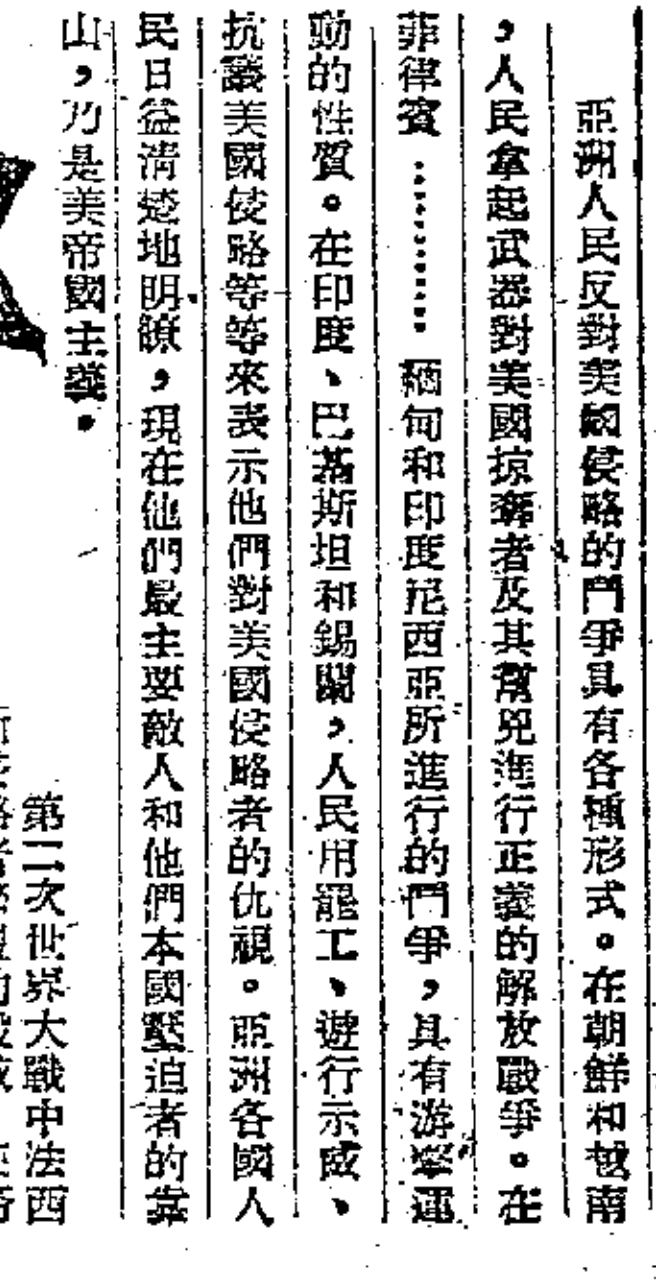 亞洲人民反對美國侵略的鬥爭具有各種形式。在朝鮮和越南
，人民拿起武器對美國掠奪者及其幫兇進行正義的解放戰爭。在
菲律賓…………緬甸和印度尼西亞所進行的鬥爭，具有游擊運
動的性質。在印度、巴基斯坦和錫蘭，人民用罷工、遊行示威、
抗議美國侵略等等來表示他們對美國侵略者的仇視。亞洲各國人
民日益清楚地明瞭，現在他們最主要敵人和他們本國壓迫者的靠
山，乃是美帝國主義。
第二次世界大戰中法西